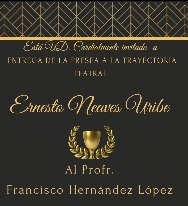 Está UD. Cordialmente invitado a
ENTREGA DE LA PRESEA A LA TRAYECTORIA
TEATRAL
Ernesto Neaves Uribe
Al Profr.
Francisco Hernández López